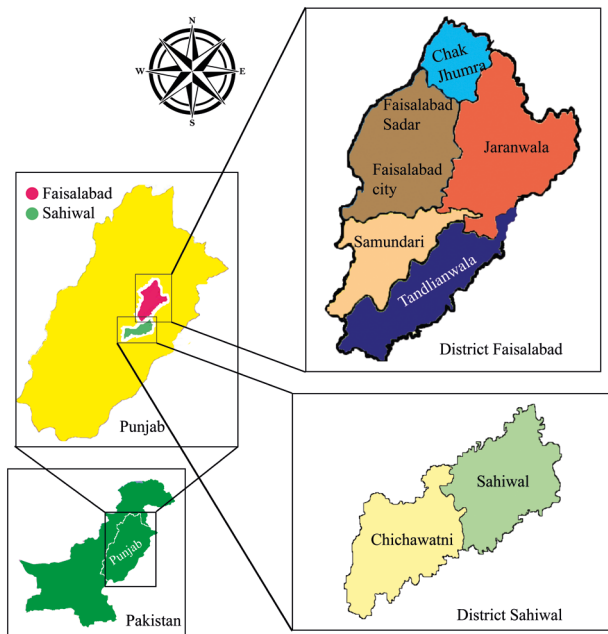 N
W
E
S
Chak
Jhumra
Faisalabad
Sadar
Jaranwala
Faisalabad
city
Samundari
Tandlianwala
District Faisalabad
Faisalabad
Sahiwal
Punjab
Sahiwal
Chichawatni
District Sahiwal
Punjab
Pakistan